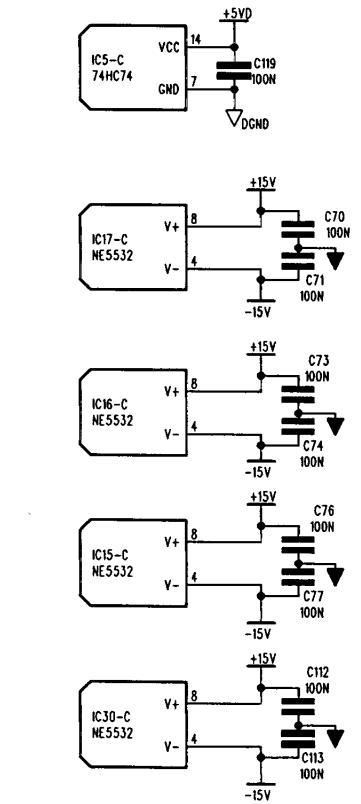 +5VD
14
VCC
IC5-C
74HC74
C119
100N
7
GND
DGND
+15V
8
V+
C70
100N
IC17-C
NE5532
4
V-
C71
100N
-15V
+15V
8
V+
C73
100N
IC16-C
NE5532
4
V-
C74
100N
-15V
+15V
8
V+
C76
100N
IC15-C
NE5532
4
V-
C77
100N
-15V
+15V
8
V+
C112
100N
IC30-C
NE5532
4
V-
C113
100N
-15V